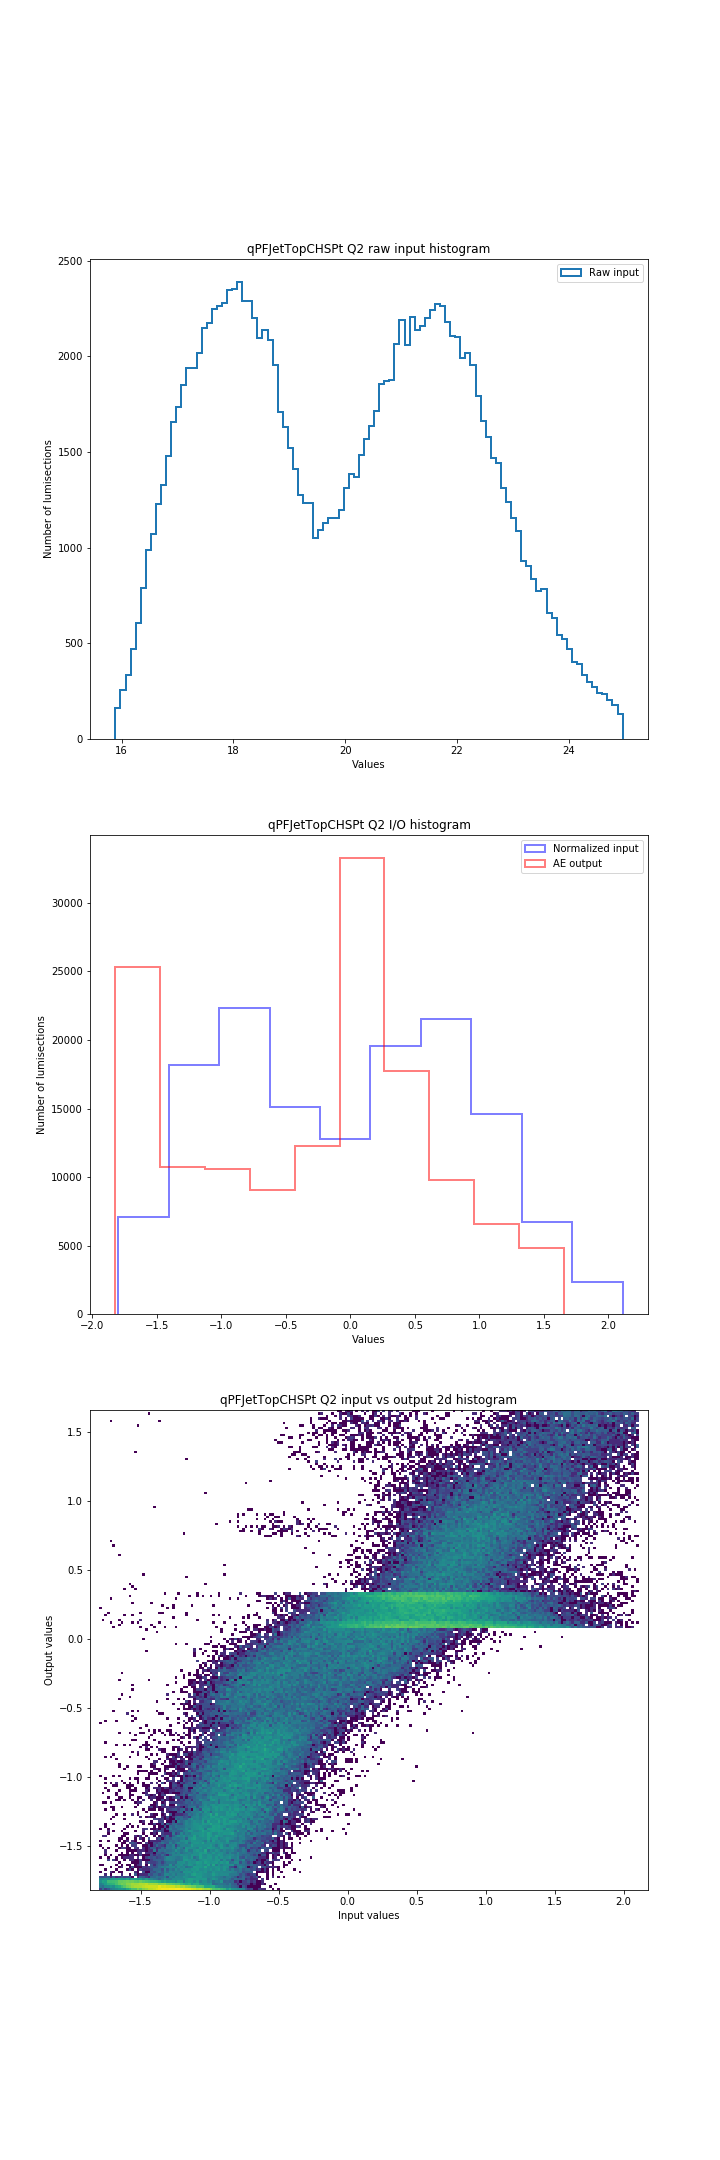 qPFJetTopCHSPt Q2 raw input histogram
Raw input
2500
2000
1500
1000
500
0
Number of lumisections
16 18 20 22 24
Values
qPFJetTopCHSPt Q2 I/O histogram
Normalized input
AE output
30000
25000
20000
15000
10000
5000
0
Number of lumisections
−2.0 −1.5 −1.0 −0.5 0.0 0.5 1.0 1.5 2.0
Values
qPFJetTopCHSPt Q2 input vs output 2d histogram
1.5
1.0
0.5
0.0
−0.5
−1.0
−1.5
Output values
−1.5 −1.0 −0.5 0.0 0.5 1.0 1.5 2.0
Input values